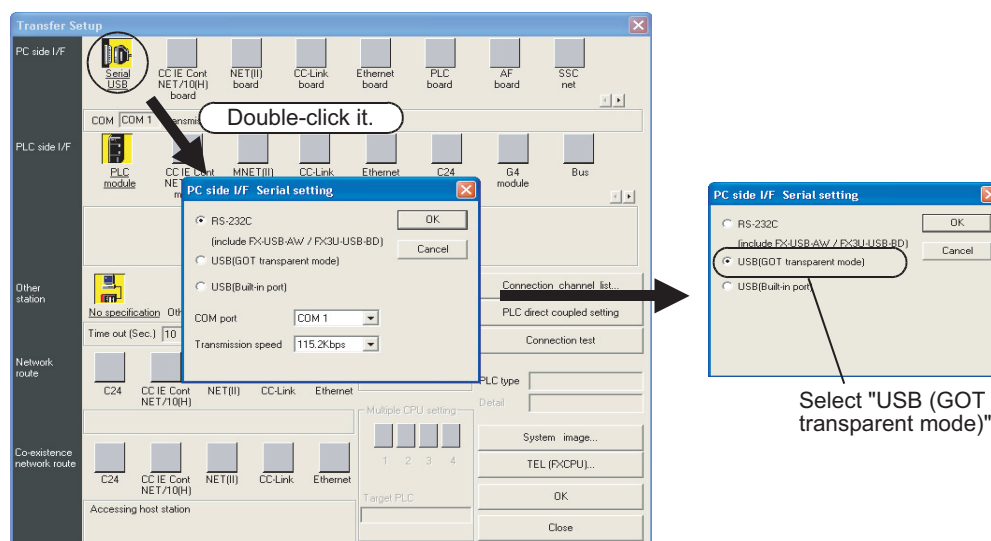 Transfer Setup
PC side I/F
Serial
USB
CC IE Cont
NET/10(H)
board
NET(II)
board
CC-Link
board
Ethernet
board
PLC
board
AF
board
SSC
net
COM COM 1
Double-click it.
PLC side I/F
PLC
module
CC IE Cont
MNET(II)
CC-Link
Ethernet
C24
G4
module
Bus
PC side I/F Serial setting
RS-232C
(include FX-USB-AW / FX3U-USB-BD)
USB(GOT transparent mode)
USB(Built-in port)
COM port COM 1
Transmission speed 115.2Kbps
OK
Cancel
Other
station
No specification
Time out (Sec.) 10
Connection channel list...
PLC direct coupled setting
Connection test
PLC type
Detail
System image...
TEL (FXCPU)...
OK
Close
Network
route
C24
CC IE Cont
NET/10(H)
NET(II)
CC-Link
Ethernet
Multiple CPU setting
1 2 3 4
Target PLC
Co-existence
network route
C24
CC IE Cont
NET/10(H)
NET(II)
CC-Link
Ethernet
Accessing host station
PC side I/F Serial setting
RS-232C
(include FX-USB-AW / FX3U-USB-BD)
USB(GOT transparent mode)
USB(Built-in port)
OK
Cancel
Select "USB (GOT
transparent mode)"